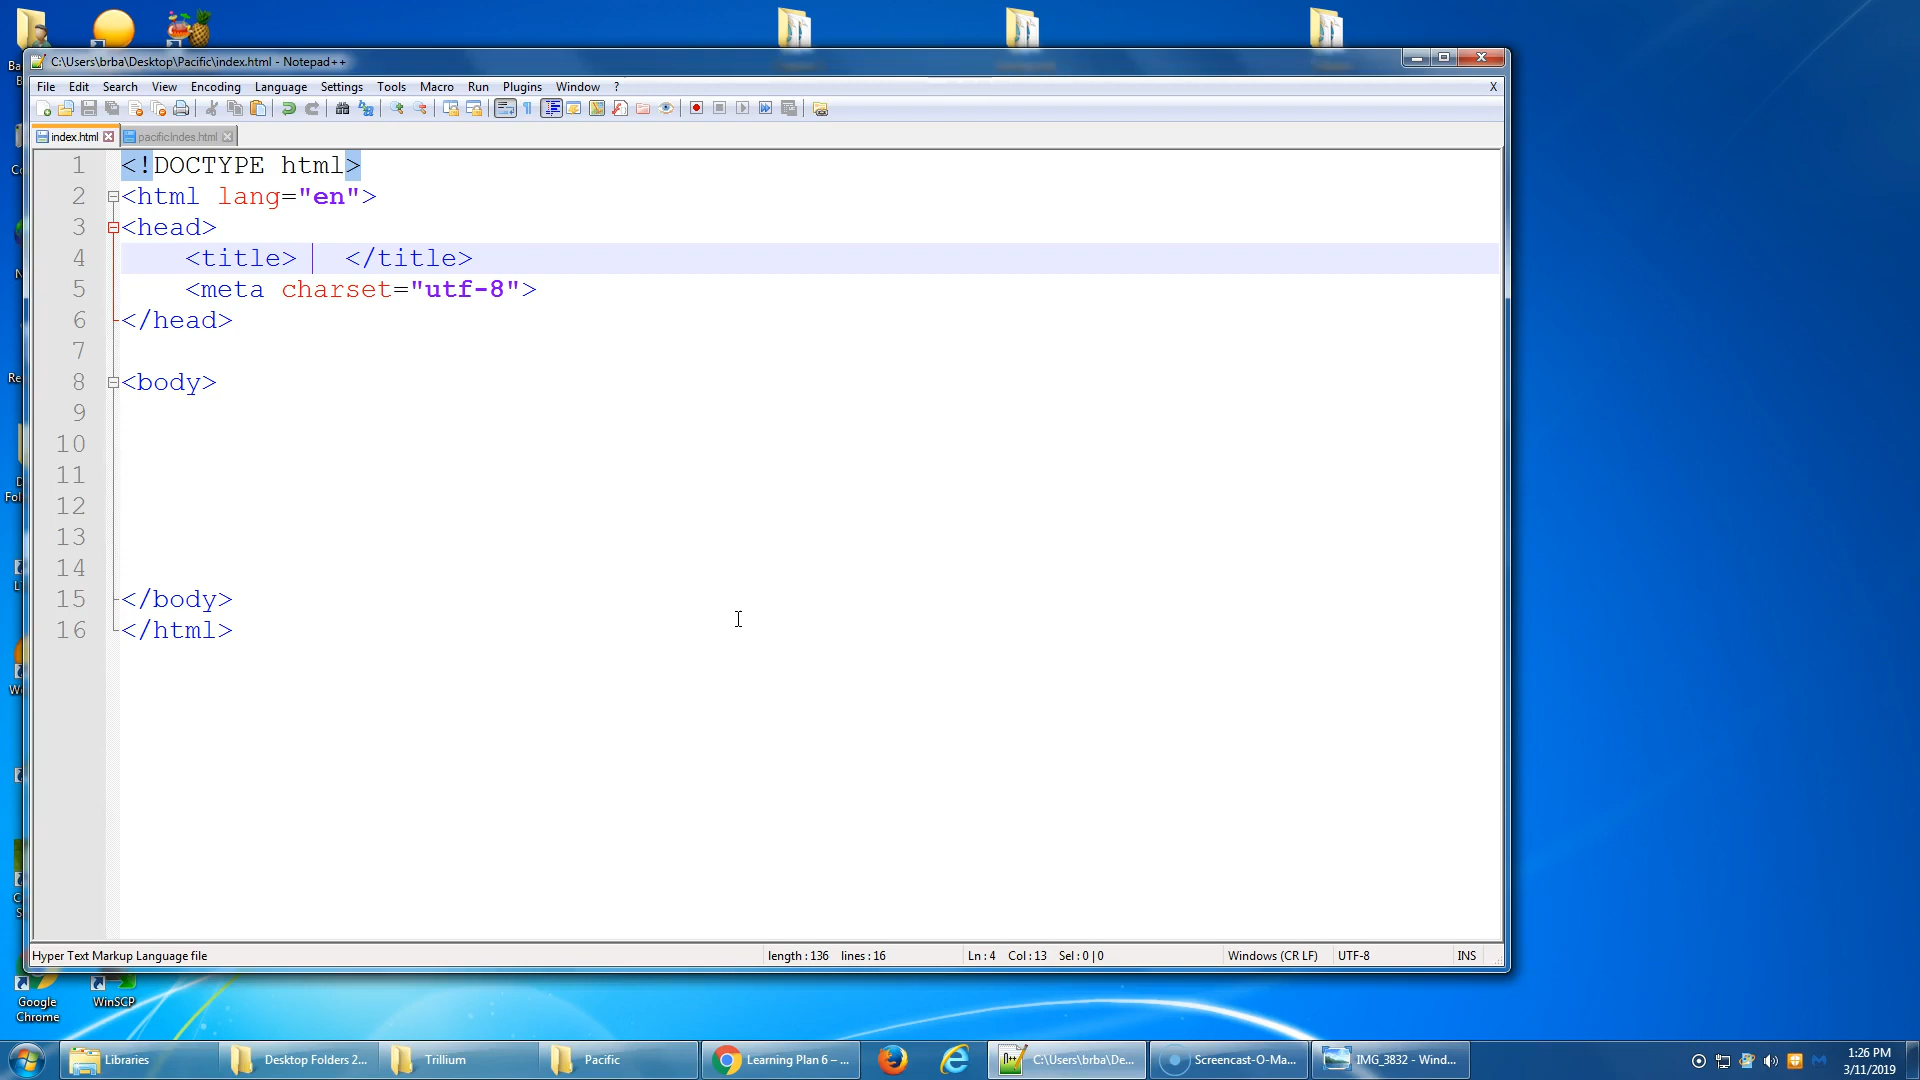 C:\Users\brba\Desktop\Pacific\index.html - Notepad++
File Edit Search View Encoding Language Settings Tools Macro Run Plugins Window ? X
index.html pacificIndes.html
1 <!DOCTYPE html>
2 <html lang="en">
3 <head>
4 <title> </title>
5 <meta charset="utf-8">
6 </head>
7
8 <body>
9
10
11
12
13
14
15 </body>
16 </html>
Hyper Text Markup Language file length : 136 lines : 16 Ln : 4 Col : 13 Sel : 0 | 0 Windows (CR LF) UTF-8 INS
Google
Chrome
WinSCP
Libraries Desktop Folders 2... Trillium Pacific Learning Plan 6 – ... C:\Users\brba\De... Screencast-O-Ma... IMG_3832 - Wind...
1:26 PM
3/11/2019